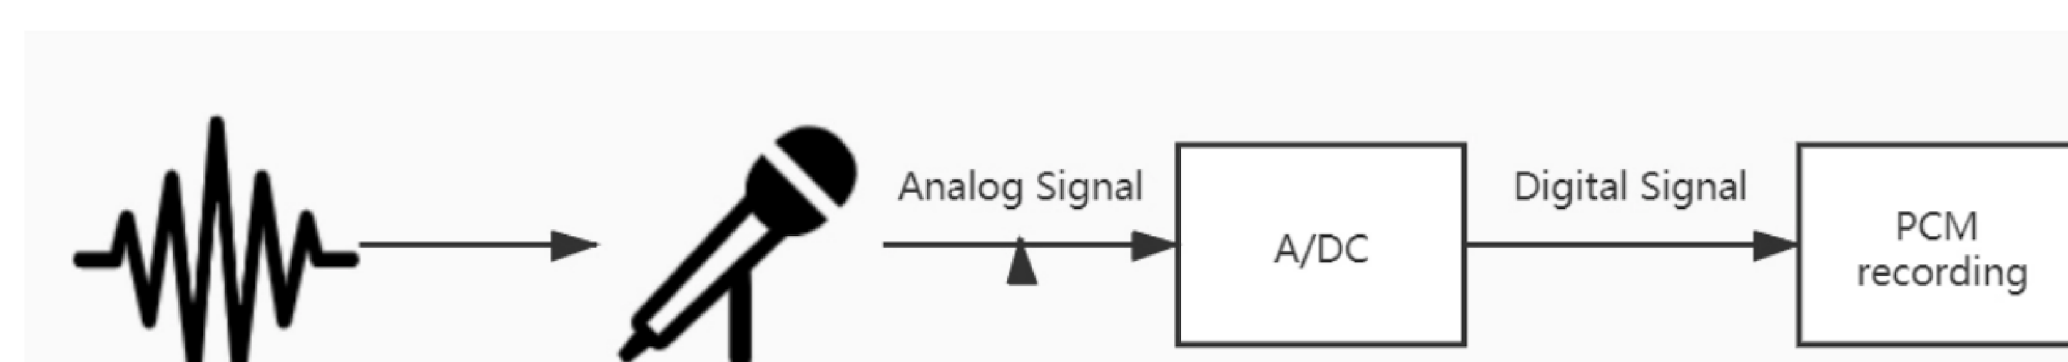 Analog Signal
A/DC
Digital Signal
PCM
recording